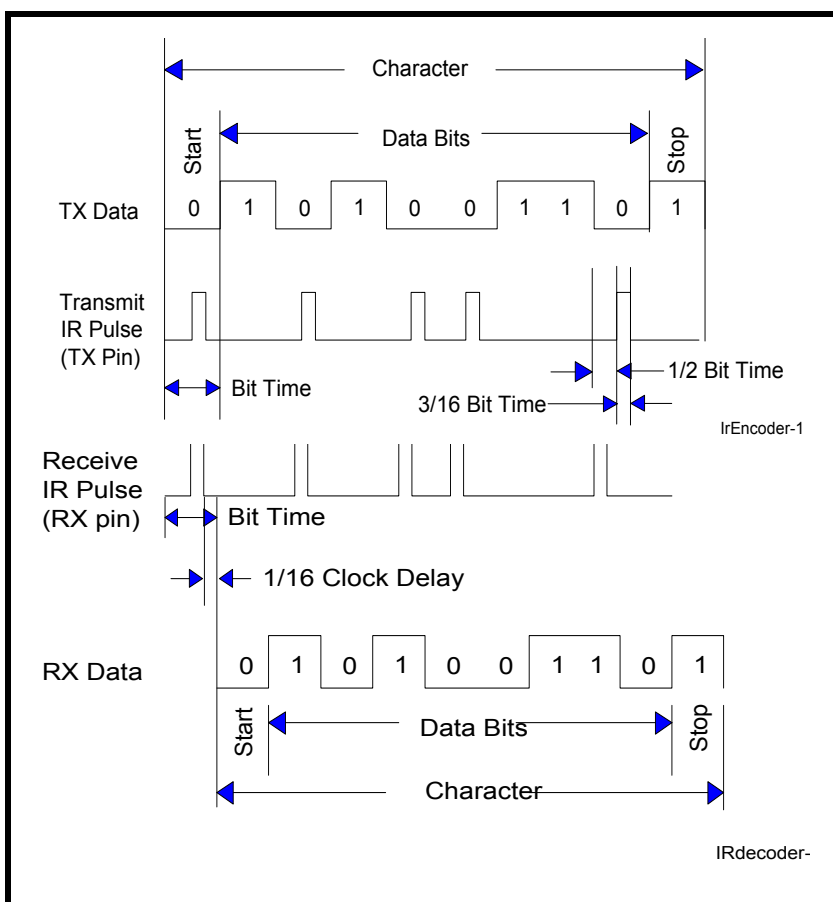 Character
Start
Data Bits
Stop
TX Data 0 1 0 1 0 0 1 1 0 1
Transmit
IR Pulse
(TX Pin)
Bit Time
1/2 Bit Time
3/16 Bit Time
IrEncoder-1
Receive
IR Pulse
(RX pin)
Bit Time
1/16 Clock Delay
RX Data 0 1 0 1 0 0 1 1 0 1
Start
Data Bits
Stop
Character
IRdecoder-